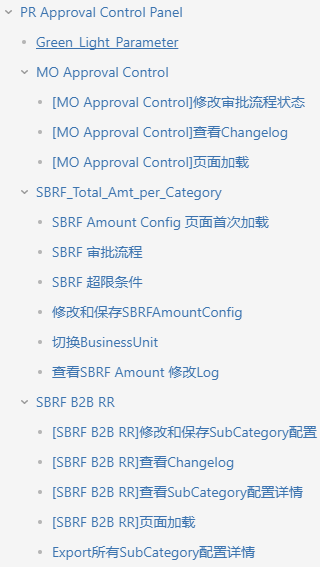 PR Approval Control Panel
Green_Light_Parameter
MO Approval Control
[MO Approval Control]修改审批流程状态
[MO Approval Control]查看Changelog
[MO Approval Control]页面加载
SBRF_Total_Amt_per_Category
SBRF Amount Config 页面首次加载
SBRF 审批流程
SBRF 超限条件
修改和保存SBRFAmountConfig
切换BusinessUnit
查看SBRF Amount 修改Log
SBRF B2B RR
[SBRF B2B RR]修改和保存SubCategory配置
[SBRF B2B RR]查看Changelog
[SBRF B2B RR]查看SubCategory配置详情
[SBRF B2B RR]页面加载
Export所有SubCategory配置详情